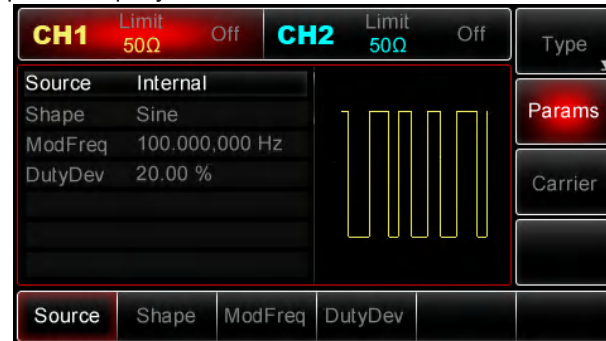 CH1 Limit 50Ω Off CH2 Limit 50Ω Off Type
Source Internal
Shape Sine
Params
ModFreq 100.000,000 Hz
DutyDev 20.00 %
Carrier
Source Shape ModFreq DutyDev